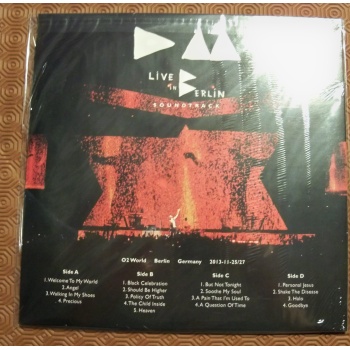 DM
LIVE
IN BERLIN
SOUNDTRACK
O2 World Berlin Germany 2013-11-25/27
Side A
1. Welcome To My World
2. Angel
3. Walking In My Shoes
4. Precious
Side B
1. Black Celebration
2. Should Be Higher
3. Policy Of Truth
4. The Child Inside
5. Heaven
Side C
1. But Not Tonight
2. Soothe My Soul
3. A Pain That I'm Used To
4. A Question Of Time
Side D
1. Personal Jesus
2. Shake The Disease
3. Halo
4. Goodbye